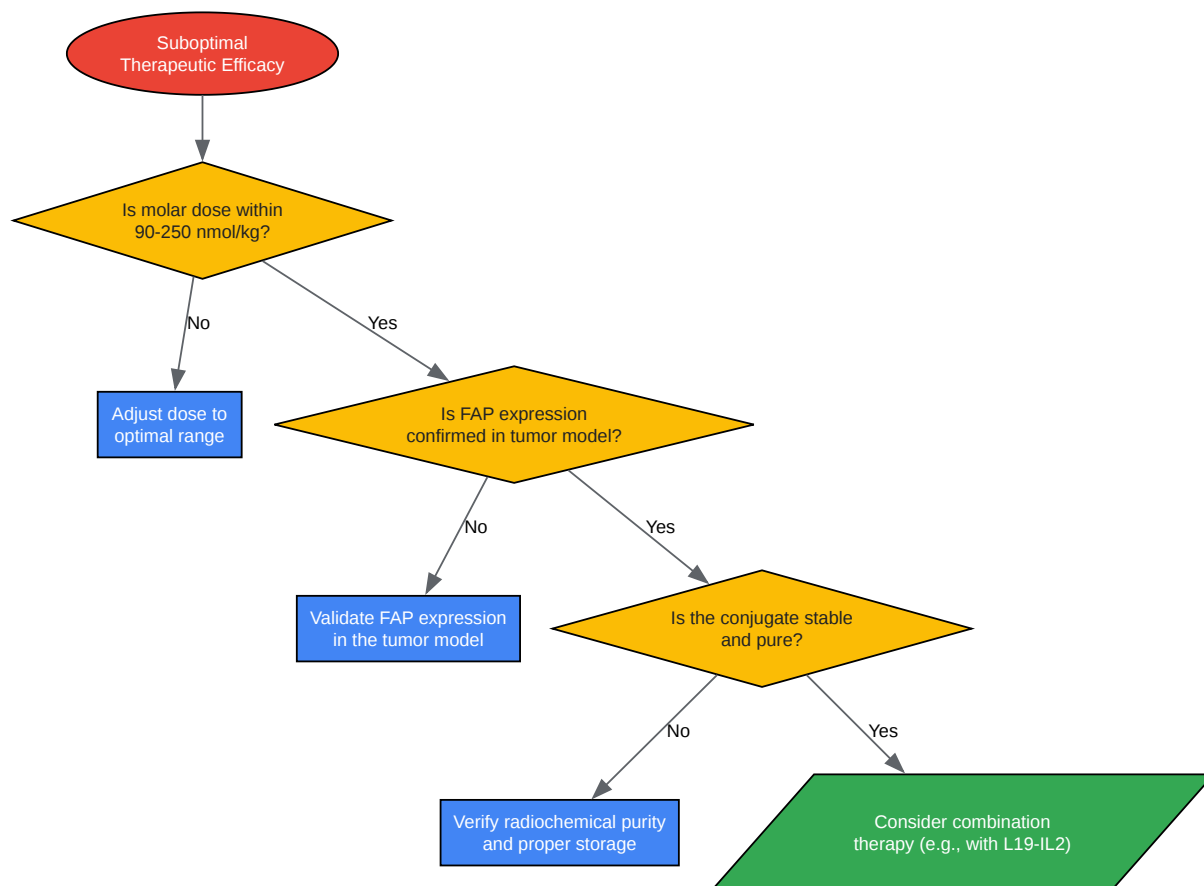 Suboptimal
Therapeutic Efficacy
Is molar dose within
90-250 nmol/kg?
No
Yes
Adjust dose to
optimal range
Is FAP expression
confirmed in tumor model?
No
Yes
Validate FAP expression
in the tumor model
Is the conjugate stable
and pure?
No
Yes
Verify radiochemical purity
and proper storage
Consider combination
therapy (e.g., with L19-IL2)